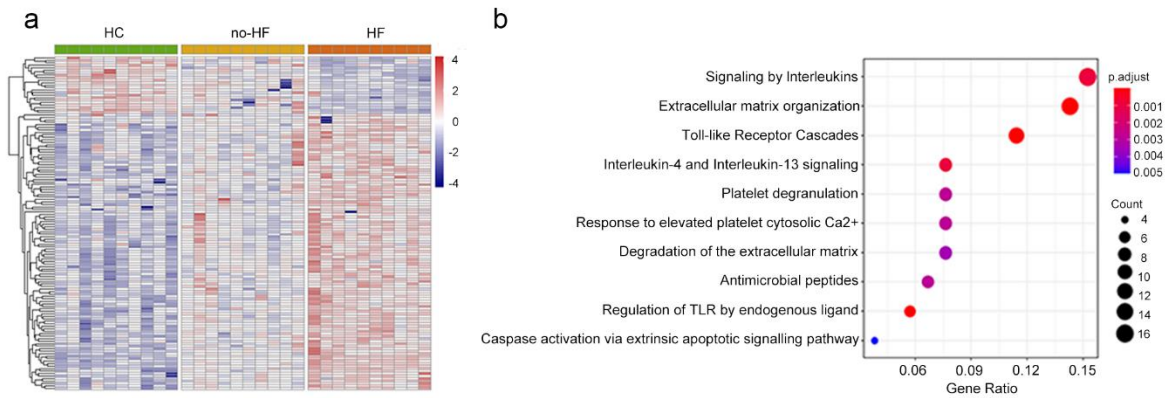 a
HC no-HF HF
4
2
0
-2
-4
b
Signaling by Interleukins
Extracellular matrix organization
Toll-like Receptor Cascades
Interleukin-4 and Interleukin-13 signaling
Platelet degranulation
Response to elevated platelet cytosolic Ca2+
Degradation of the extracellular matrix
Antimicrobial peptides
Regulation of TLR by endogenous ligand
Caspase activation via extrinsic apoptotic signalling pathway
0.06 0.09 0.12 0.15
Gene Ratio
p.adjust
0.001
0.002
0.003
0.004
0.005
Count
4
6
8
10
12
14
16